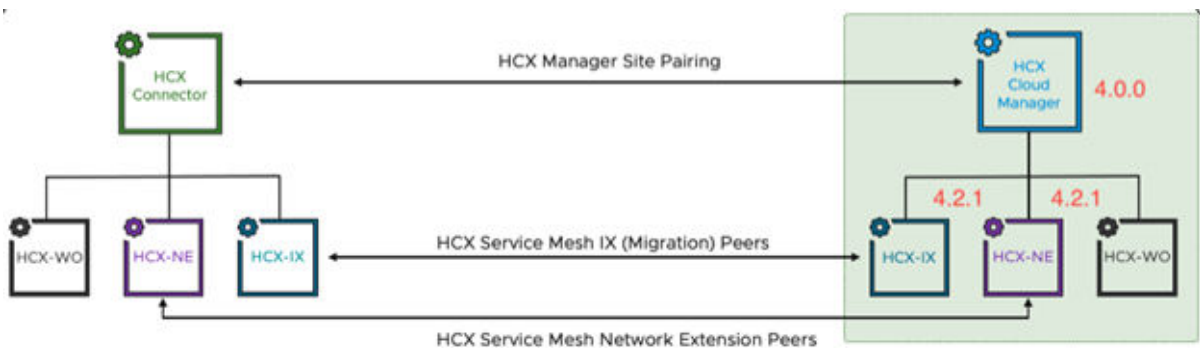 HCX
Connector
HCX Manager Site Pairing
HCX
Cloud
Manager
4.0.0
4.2.1
4.2.1
HCX-WO
HCX-NE
HCX-IX
HCX Service Mesh IX (Migration) Peers
HCX-IX
HCX-NE
HCX-WO
HCX Service Mesh Network Extension Peers